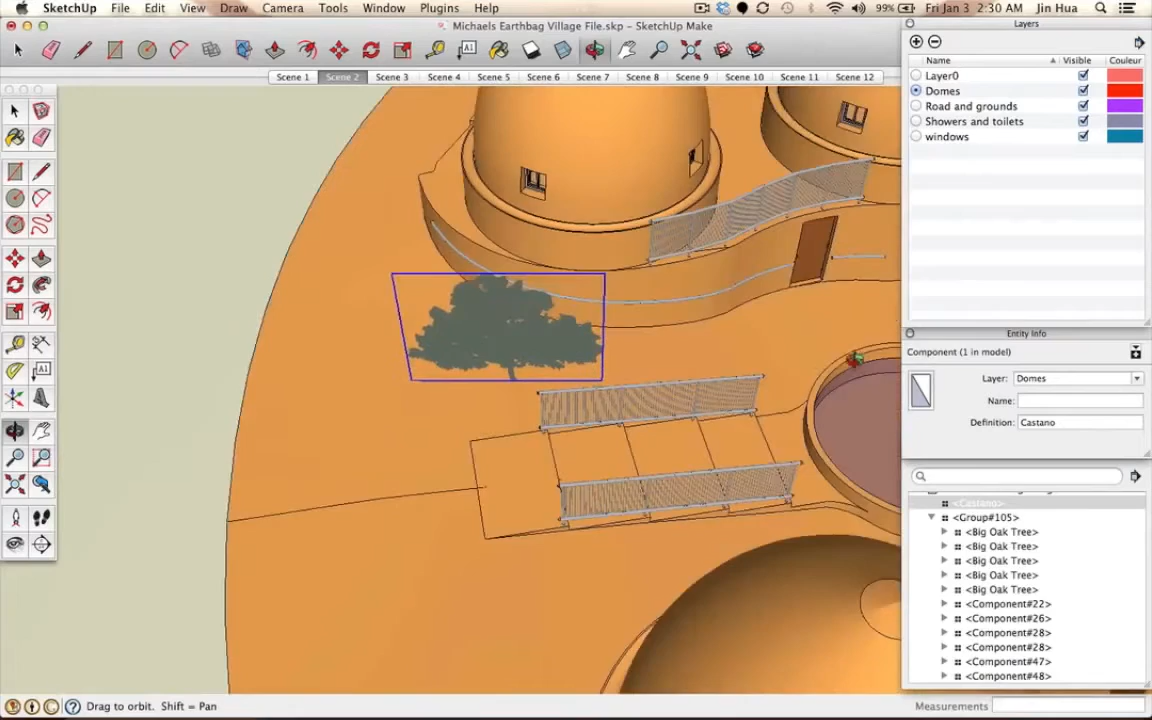 SketchUp File Edit View Draw Camera Tools Window Plugins Help 99% Fri Jan 3 2:30 AM Jin Hua
Michaels Earthbag Village File.skp - SketchUp Make
Layers
Scene 1 Scene 2 Scene 3 Scene 4 Scene 5 Scene 6 Scene 7 Scene 8 Scene 9 Scene 10 Scene 11 Scene 12
Name Visible Couleur
Layer0
Domes
Road and grounds
Showers and toilets
windows
Entity Info
Component (1 in model)
Layer: Domes
Name:
Definition: Castano
<Castano>
<Group#105>
<Big Oak Tree>
<Big Oak Tree>
<Big Oak Tree>
<Big Oak Tree>
<Big Oak Tree>
<Component#22>
<Component#26>
<Component#28>
<Component#28>
<Component#47>
<Component#48>
Drag to orbit. Shift = Pan
Measurements